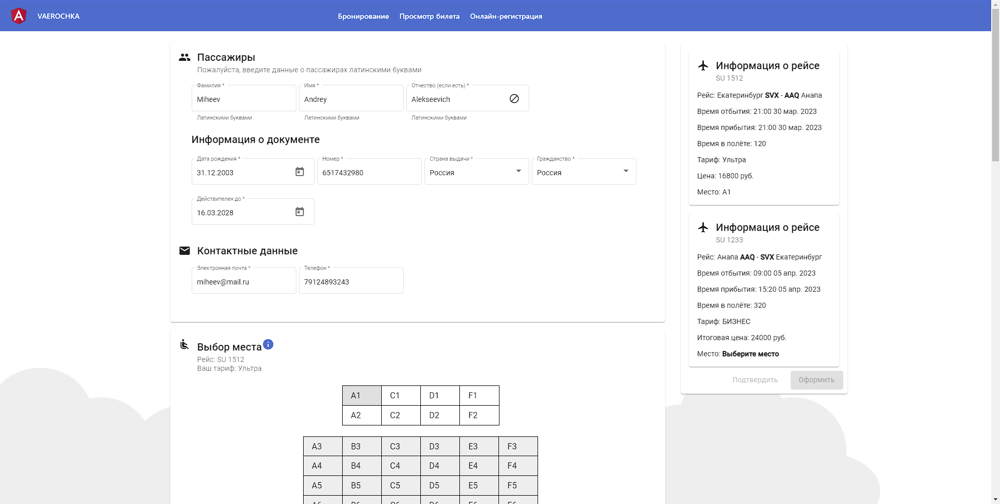 VAEROCHKA
Бронирование Просмотр билета Онлайн-регистрация
Пассажиры
Пожалуйста, введите данные о пассажирах латинскими буквами
Фамилия * Имя * Отчество (если есть) *
Miheev Andrey Alekseevich
Латинскими буквами Латинскими буквами Латинскими буквами
Информация о документе
Дата рождения * Номер * Страна выдачи * Гражданство *
31.12.2003 6517432980 Россия Россия
Действителен до *
16.03.2028
Контактные данные
Электронная почта * Телефон *
miheev@mail.ru 79124893243
Выбор места
Рейс: SU 1512
Ваш тариф: Ультра
A1 C1 D1 F1
A2 C2 D2 F2
A3 B3 C3 D3 E3 F3
A4 B4 C4 D4 E4 F4
A5 B5 C5 D5 E5 F5
A6 B6 C6 D6 E6 F6
Информация о рейсе
SU 1512
Рейс: Екатеринбург SVX - AAQ Анапа
Время отбытия: 21:00 30 мар. 2023
Время прибытия: 21:00 30 мар. 2023
Время в полёте: 120
Тариф: Ультра
Цена: 16800 руб.
Место: A1
Информация о рейсе
SU 1233
Рейс: Анапа AAQ - SVX Екатеринбург
Время отбытия: 09:00 05 апр. 2023
Время прибытия: 15:20 05 апр. 2023
Время в полёте: 320
Тариф: БИЗНЕС
Итоговая цена: 24000 руб.
Место: Выберите место
Подтвердить Оформить